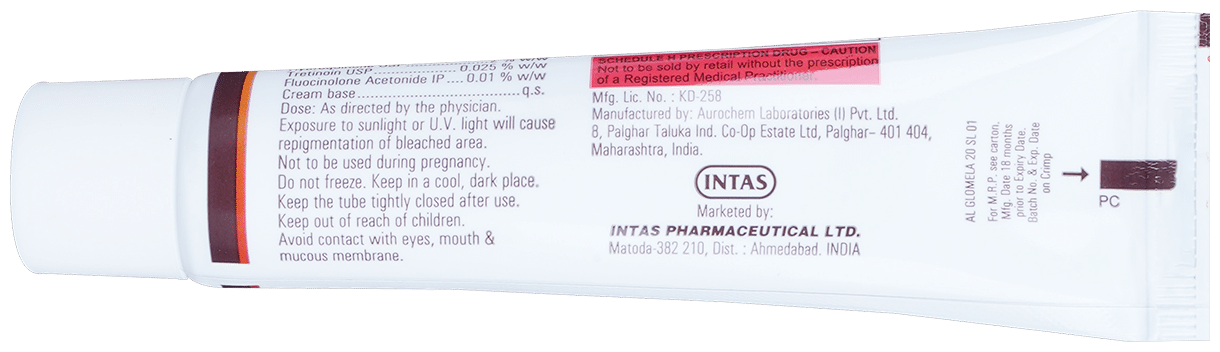 Tretinoin USP.................. 0.025 % w/w
Fluocinolone Acetonide IP .... 0.01 % w/w
Cream base...................................q.s.
Dose: As directed by the physician.
Exposure to sunlight or U.V. light will cause
repigmentation of bleached area.
Not to be used during pregnancy.
Do not freeze. Keep in a cool, dark place.
Keep the tube tightly closed after use.
Keep out of reach of children.
Avoid contact with eyes, mouth &
mucous membrane.
SCHEDULE H PRESCRIPTION DRUG – CAUTION
Not to be sold by retail without the prescription
of a Registered Medical Practitioner.
Mfg. Lic. No. : KD-258
Manufactured by: Aurochem Laboratories (I) Pvt. Ltd.
8, Palghar Taluka Ind. Co-Op Estate Ltd, Palghar– 401 404,
Maharashtra, India.
INTAS
Marketed by:
INTAS PHARMACEUTICAL LTD.
Matoda-382 210, Dist. : Ahmedabad. INDIA
AL GLOMELA 20 SL 01
For M.R.P. see carton.
Mfg. Date 18 months
prior to Expiry Date.
Batch No. & Exp. Date
on Crimp
PC